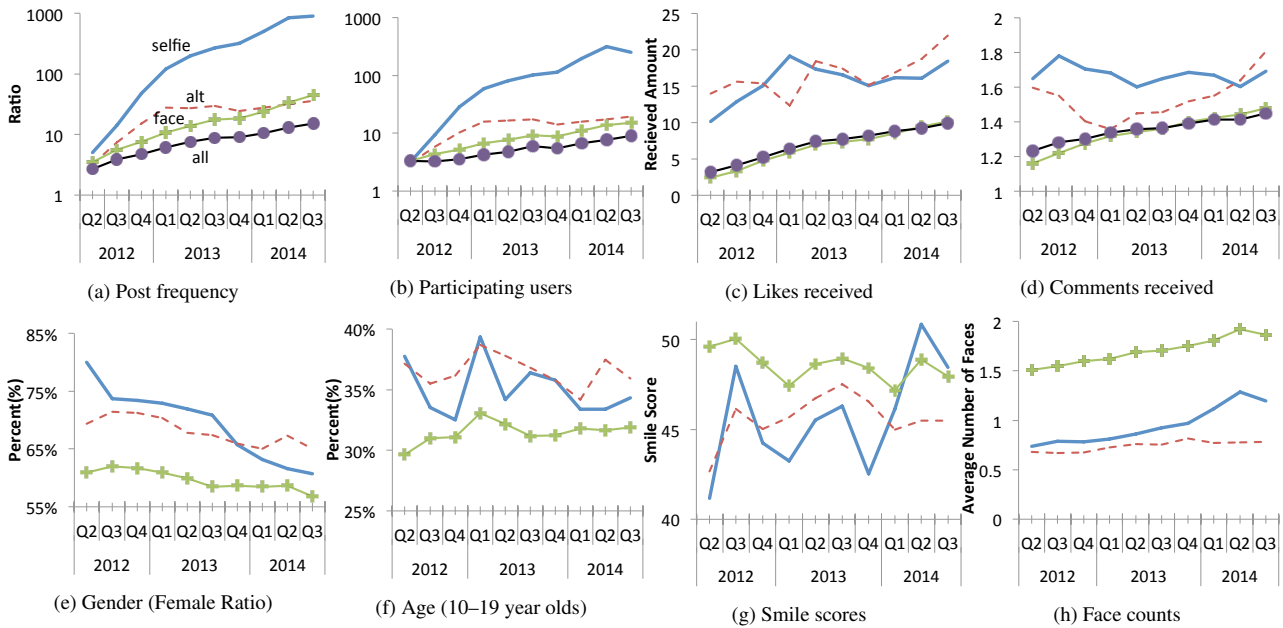 1000
100
10
1
Ratio
selfie
alt
face
all
Q2 Q3 Q4 Q1 Q2 Q3 Q4 Q1 Q2 Q3
2012 2013 2014
(a) Post frequency
1000
100
10
1
Q2 Q3 Q4 Q1 Q2 Q3 Q4 Q1 Q2 Q3
2012 2013 2014
(b) Participating users
25
20
15
10
5
0
Recieved Amount
Q2 Q3 Q4 Q1 Q2 Q3 Q4 Q1 Q2 Q3
2012 2013 2014
(c) Likes received
2
1.8
1.6
1.4
1.2
1
Q2 Q3 Q4 Q1 Q2 Q3 Q4 Q1 Q2 Q3
2012 2013 2014
(d) Comments received
85%
75%
65%
55%
Percent(%)
Q2 Q3 Q4 Q1 Q2 Q3 Q4 Q1 Q2 Q3
2012 2013 2014
(e) Gender (Female Ratio)
40%
35%
30%
25%
Percent(%)
Q2 Q3 Q4 Q1 Q2 Q3 Q4 Q1 Q2 Q3
2012 2013 2014
(f) Age (10–19 year olds)
50
45
40
Smile Score
Q2 Q3 Q4 Q1 Q2 Q3 Q4 Q1 Q2 Q3
2012 2013 2014
(g) Smile scores
2
1.5
1
0.5
0
Average Number of Faces
Q2 Q3 Q4 Q1 Q2 Q3 Q4 Q1 Q2 Q3
2012 2013 2014
(h) Face counts